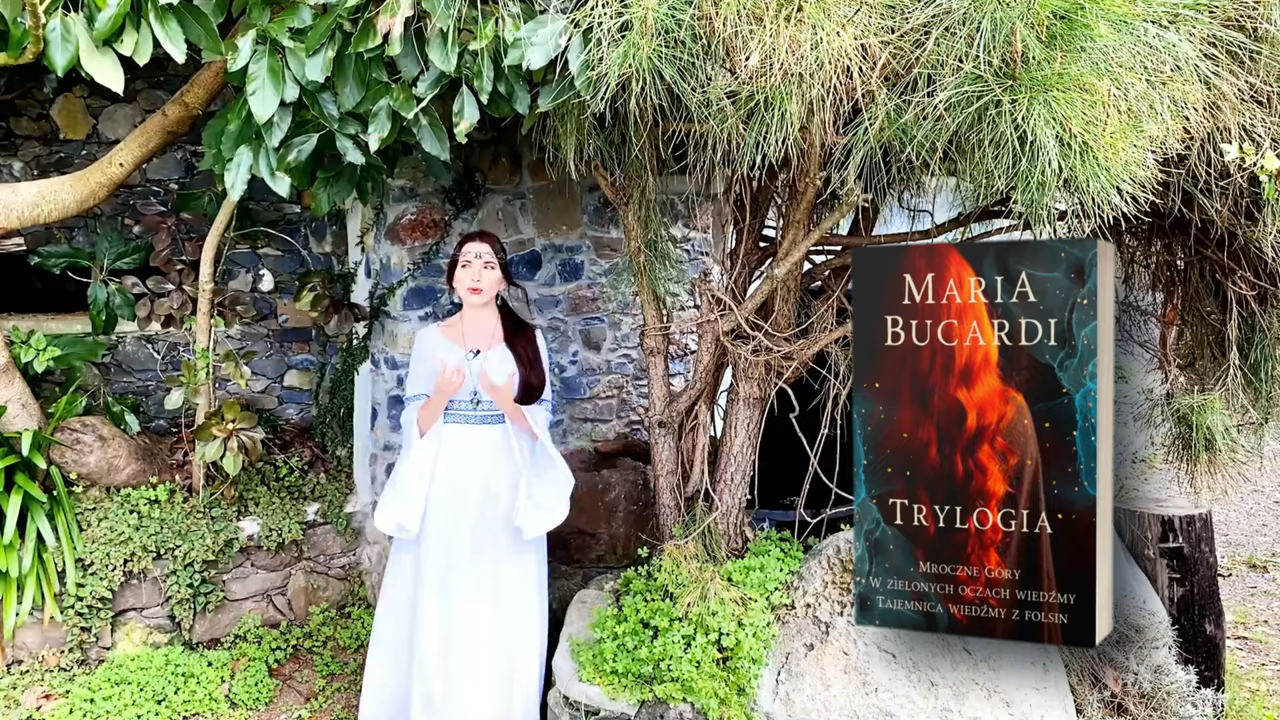 MARIA
BUCARDI
TRYLOGIA
MROCZNE GÓRY
W ZIELONYCH OCZACH WIEDŹMY
TAJEMNICA WIEDŹMY Z FOLSIN